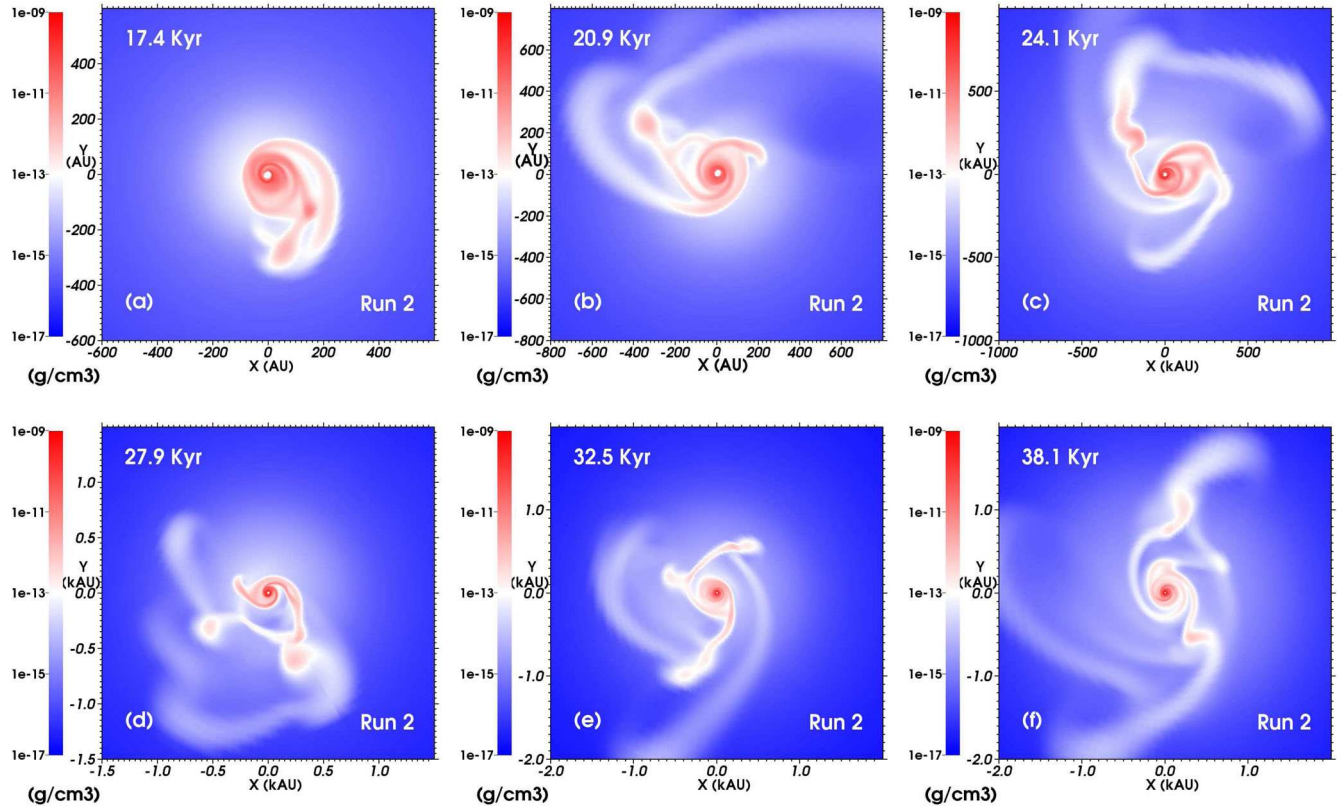 1e-09
1e-11
1e-13
1e-15
1e-17
(g/cm3)
17.4 Kyr
400
200
Y
(AU)
0
-200
-400
-600
-600 -400 -200 0 200 400
X (AU)
(a)
Run 2
1e-09
1e-11
1e-13
1e-15
1e-17
(g/cm3)
20.9 Kyr
600
400
200
Y
(AU)
0
-200
-400
-600
-800
-800 -600 -400 -200 0 200 400 600
X (AU)
(b)
Run 2
1e-09
1e-11
1e-13
1e-15
1e-17
(g/cm3)
24.1 Kyr
500
Y
(kAU)
0
-500
-1000
-1000 -500 0 500
X (kAU)
(c)
Run 2
1e-09
1e-11
1e-13
1e-15
1e-17
(g/cm3)
27.9 Kyr
1.0
0.5
Y
(kAU)
0.0
-0.5
-1.0
-1.5
-1.5 -1.0 -0.5 0.0 0.5 1.0
X (kAU)
(d)
Run 2
1e-09
1e-11
1e-13
1e-15
1e-17
(g/cm3)
32.5 Kyr
1.0
Y
(kAU)
0.0
-1.0
-2.0
-2.0 -1.0 0.0 1.0
X (kAU)
(e)
Run 2
1e-09
1e-11
1e-13
1e-15
1e-17
(g/cm3)
38.1 Kyr
1.0
Y
(kAU)
0.0
-1.0
-2.0
-2.0 -1.0 0.0 1.0
X (kAU)
(f)
Run 2